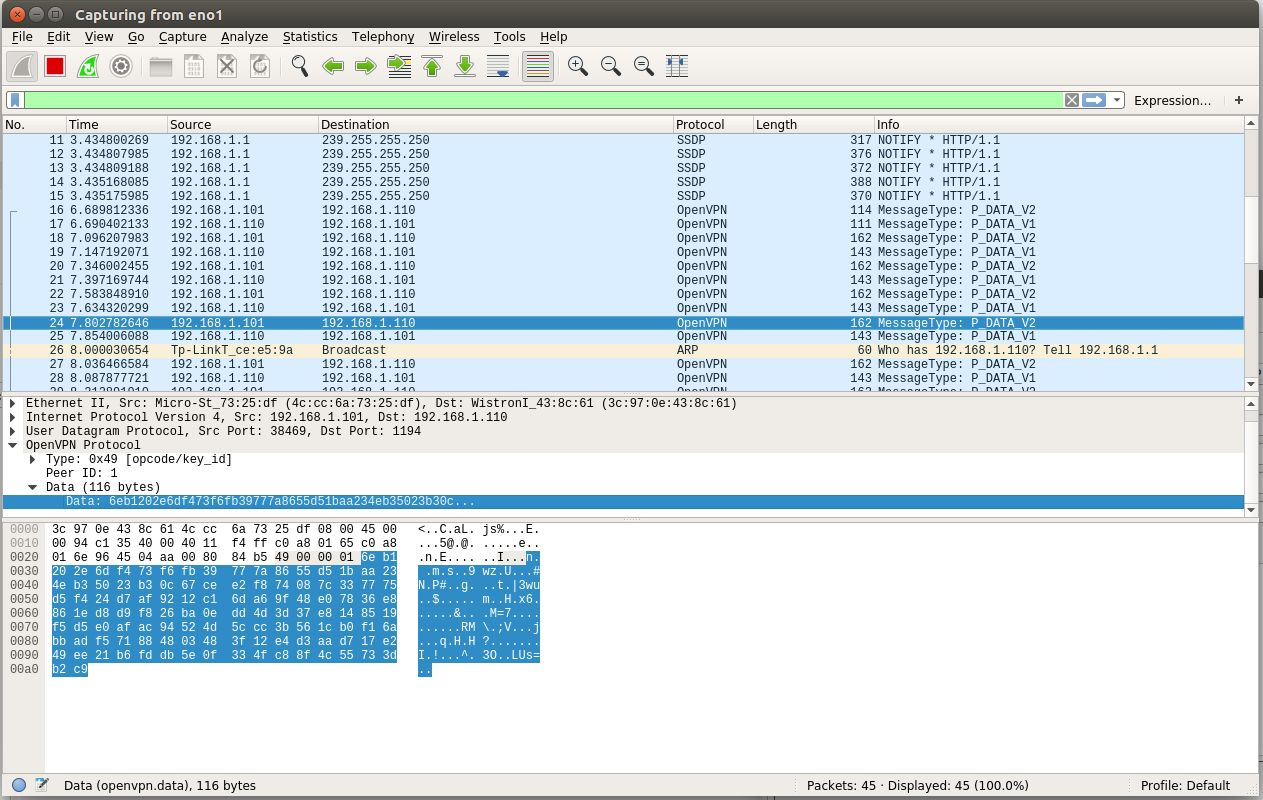 Capturing from eno1
File Edit View Go Capture Analyze Statistics Telephony Wireless Tools Help
Expression… +
No. Time Source Destination Protocol Length Info
11 3.434800269 192.168.1.1 239.255.255.250 SSDP 317 NOTIFY * HTTP/1.1
12 3.434807985 192.168.1.1 239.255.255.250 SSDP 376 NOTIFY * HTTP/1.1
13 3.434809188 192.168.1.1 239.255.255.250 SSDP 372 NOTIFY * HTTP/1.1
14 3.435168085 192.168.1.1 239.255.255.250 SSDP 388 NOTIFY * HTTP/1.1
15 3.435175985 192.168.1.1 239.255.255.250 SSDP 370 NOTIFY * HTTP/1.1
16 6.689812336 192.168.1.101 192.168.1.110 OpenVPN 114 MessageType: P_DATA_V2
17 6.690402133 192.168.1.110 192.168.1.101 OpenVPN 111 MessageType: P_DATA_V1
18 7.096207983 192.168.1.101 192.168.1.110 OpenVPN 162 MessageType: P_DATA_V2
19 7.147192071 192.168.1.110 192.168.1.101 OpenVPN 143 MessageType: P_DATA_V1
20 7.346002455 192.168.1.101 192.168.1.110 OpenVPN 162 MessageType: P_DATA_V2
21 7.397169744 192.168.1.110 192.168.1.101 OpenVPN 143 MessageType: P_DATA_V1
22 7.583848910 192.168.1.101 192.168.1.110 OpenVPN 162 MessageType: P_DATA_V2
23 7.634320299 192.168.1.110 192.168.1.101 OpenVPN 143 MessageType: P_DATA_V1
24 7.802782646 192.168.1.101 192.168.1.110 OpenVPN 162 MessageType: P_DATA_V2
25 7.854006088 192.168.1.110 192.168.1.101 OpenVPN 143 MessageType: P_DATA_V1
26 8.000030654 Tp-LinkT_ce:e5:9a Broadcast ARP 60 Who has 192.168.1.110? Tell 192.168.1.1
27 8.036466584 192.168.1.101 192.168.1.110 OpenVPN 162 MessageType: P_DATA_V2
28 8.087877721 192.168.1.110 192.168.1.101 OpenVPN 143 MessageType: P_DATA_V1
Ethernet II, Src: Micro-St_73:25:df (4c:cc:6a:73:25:df), Dst: WistronI_43:8c:61 (3c:97:0e:43:8c:61)
Internet Protocol Version 4, Src: 192.168.1.101, Dst: 192.168.1.110
User Datagram Protocol, Src Port: 38469, Dst Port: 1194
OpenVPN Protocol
Type: 0x49 [opcode/key_id]
Peer ID: 1
Data (116 bytes)
Data: 6eb1202e6df473f6fb39777a8655d51baa234eb35023b30c...
0000 3c 97 0e 43 8c 61 4c cc 6a 73 25 df 08 00 45 00 <..C.aL. js%...E.
0010 00 94 c1 35 40 00 40 11 f4 ff c0 a8 01 65 c0 a8 ...5@.@. .....e..
0020 01 6e 96 45 04 aa 00 80 84 b5 49 00 00 01 6e b1 .n.E.... ..I...n.
0030 20 2e 6d f4 73 f6 fb 39 77 7a 86 55 d5 1b aa 23 .m.s..9 wz.U...#
0040 4e b3 50 23 b3 0c 67 ce e2 f8 74 08 7c 33 77 75 N.P#..g. ..t.|3wu
0050 d5 f4 24 d7 af 92 12 c1 6d a6 9f 48 e0 78 36 e8 ..$..... m..H.x6.
0060 86 1e d8 d9 f8 26 ba 0e dd 4d 3d 37 e8 14 85 19 .....&.. .M=7....
0070 f5 d5 e0 af ac 94 52 4d 5c cc 3b 56 1c b0 f1 6a ......RM \.;V...j
0080 bb ad f5 71 88 48 03 48 3f 12 e4 d3 aa d7 17 e2 ...q.H.H ?.......
0090 49 ee 21 b6 fd db 5e 0f 33 4f c8 8f 4c 55 73 3d I.!...^. 3O..LUs=
00a0 b2 c9 ..
Data (openvpn.data), 116 bytes Packets: 45 · Displayed: 45 (100.0%) Profile: Default